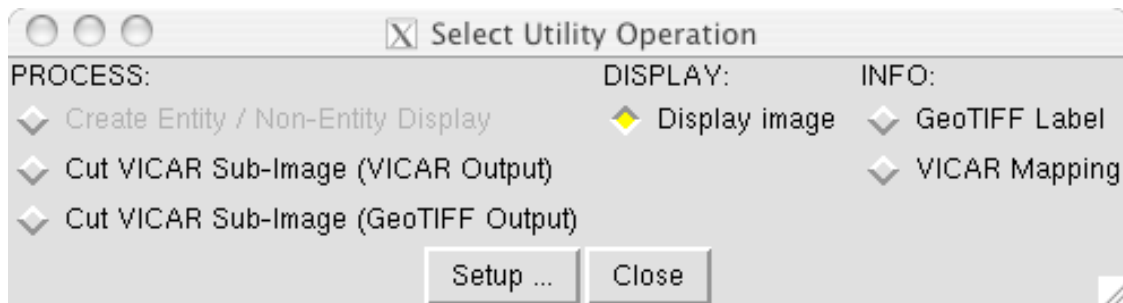 Select Utility Operation
PROCESS: DISPLAY: INFO:
Create Entity / Non-Entity Display Display image GeoTIFF Label
Cut VICAR Sub-Image (VICAR Output) VICAR Mapping
Cut VICAR Sub-Image (GeoTIFF Output)
Setup ... Close